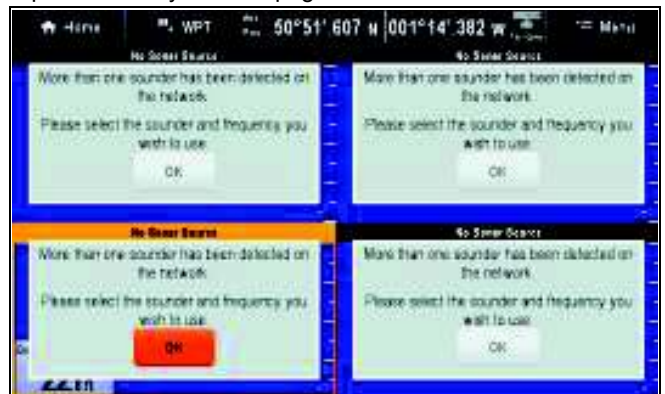 Home WPT 50°51'.607 N 001°14'.382 W Menu
No Sonar Source No Sonar Source
More than one sounder has been detected on
the network.
Please select the sounder and frequency you
wish to use.
OK
More than one sounder has been detected on
the network.
Please select the sounder and frequency you
wish to use.
OK
No Sonar Source No Sonar Source
More than one sounder has been detected on
the network.
Please select the sounder and frequency you
wish to use.
OK
More than one sounder has been detected on
the network.
Please select the sounder and frequency you
wish to use.
OK